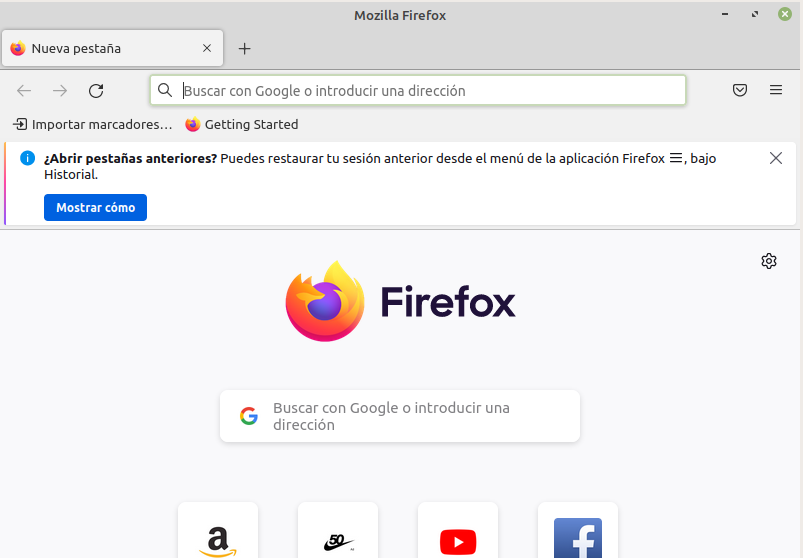 Mozilla Firefox
Nueva pestaña
Buscar con Google o introducir una dirección
Importar marcadores...
Getting Started
¿Abrir pestañas anteriores? Puedes restaurar tu sesión anterior desde el menú de la aplicación Firefox ☰, bajo
Historial.
Mostrar cómo
Firefox
Buscar con Google o introducir una
dirección
a
50
f